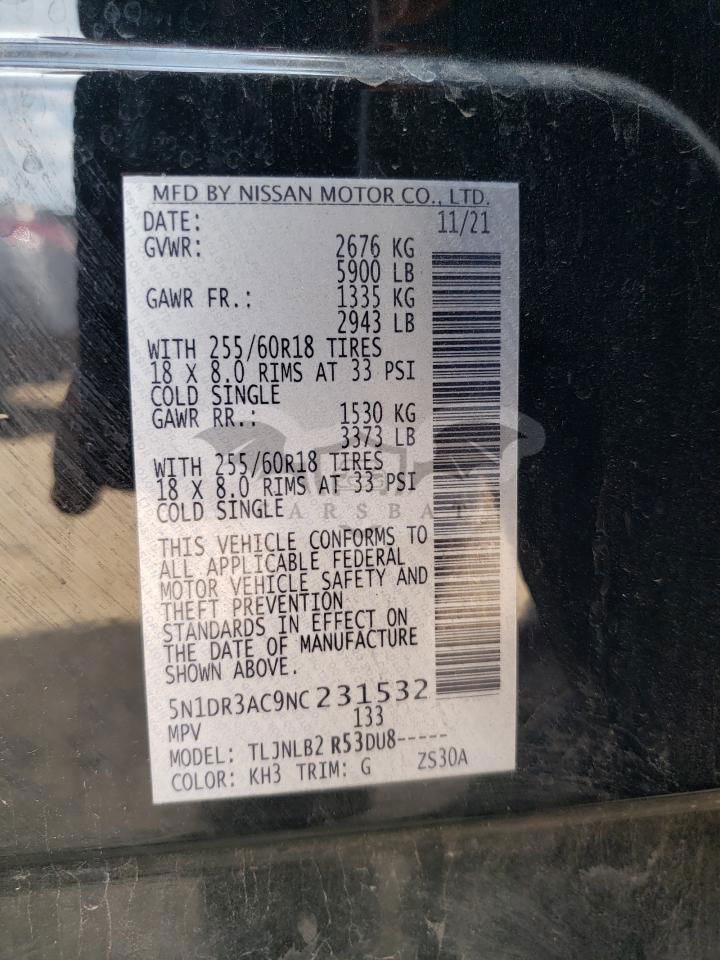 MFD BY NISSAN MOTOR CO., LTD.
DATE: 11/21
GVWR: 2676 KG
5900 LB
GAWR FR.: 1335 KG
2943 LB
WITH 255/60R18 TIRES
18 X 8.0 RIMS AT 33 PSI
COLD SINGLE
GAWR RR.: 1530 KG
3373 LB
WITH 255/60R18 TIRES
18 X 8.0 RIMS AT 33 PSI
COLD SINGLE
ARSBAT
THIS VEHICLE CONFORMS TO
ALL APPLICABLE FEDERAL
MOTOR VEHICLE SAFETY AND
THEFT PREVENTION
STANDARDS IN EFFECT ON
THE DATE OF MANUFACTURE
SHOWN ABOVE.
5N1DR3AC9NC231532
MPV 133
MODEL: TLJNLB2 R53DU8-----
COLOR: KH3 TRIM: G ZS30A